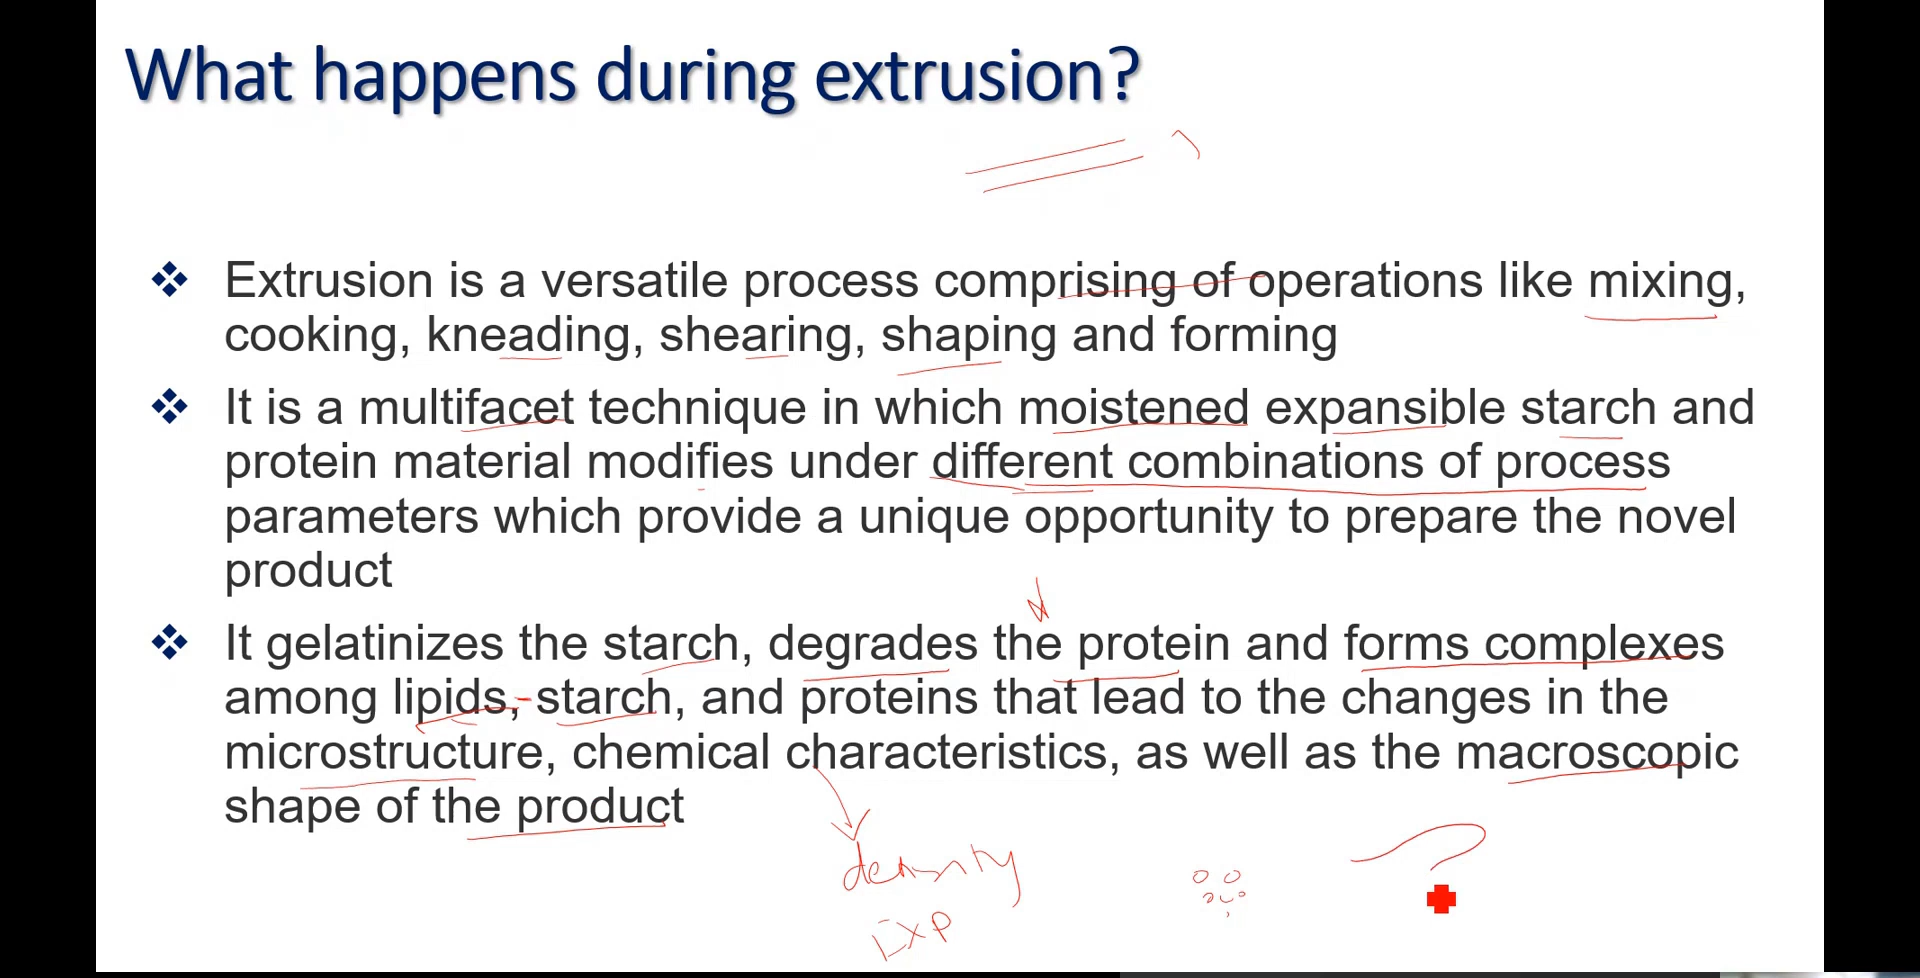 What happens during extrusion?
❖ Extrusion is a versatile process comprising of operations like mixing,
cooking, kneading, shearing, shaping and forming
❖ It is a multifacet technique in which moistened expansible starch and
protein material modifies under different combinations of process
parameters which provide a unique opportunity to prepare the novel
product
❖ It gelatinizes the starch, degrades the protein and forms complexes
among lipids, starch, and proteins that lead to the changes in the
microstructure, chemical characteristics, as well as the macroscopic
shape of the product
density
Exp